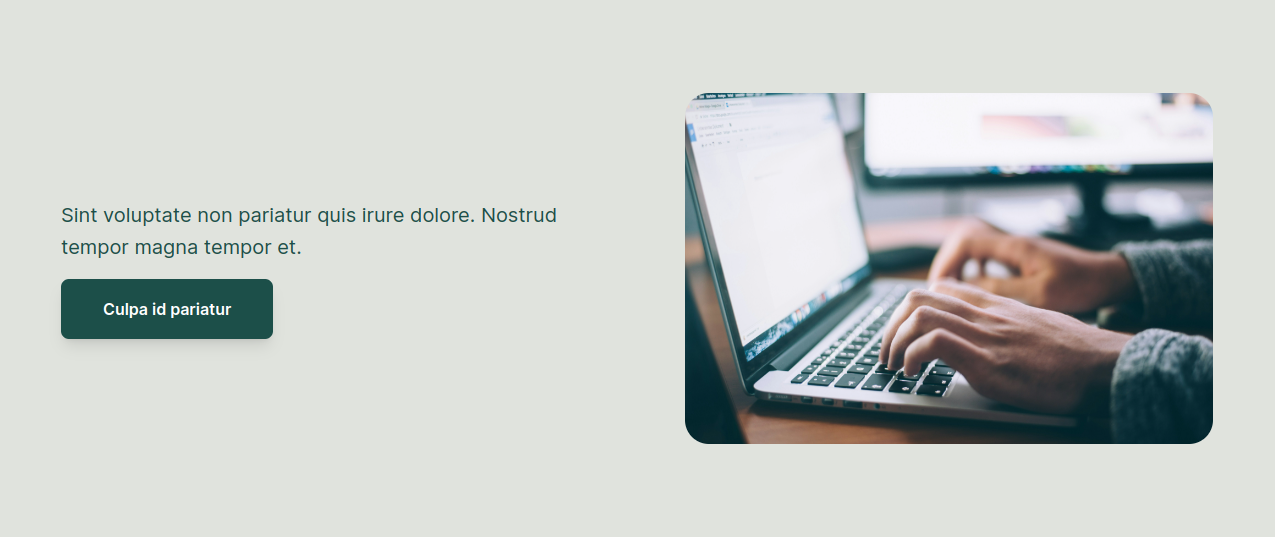 Sint voluptate non pariatur quis irure dolore. Nostrud
tempor magna tempor et.
Culpa id pariatur